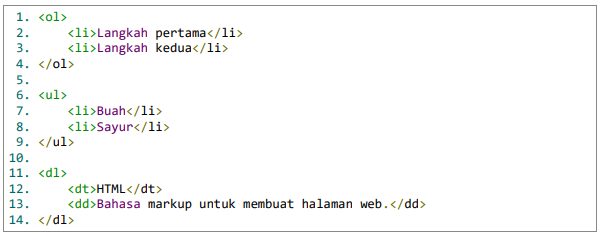 1. <ol>
2.     <li>Langkah pertama</li>
3.     <li>Langkah kedua</li>
4. </ol>
5.
6. <ul>
7.     <li>Buah</li>
8.     <li>Sayur</li>
9. </ul>
10.
11. <dl>
12.     <dt>HTML</dt>
13.     <dd>Bahasa markup untuk membuat halaman web.</dd>
14. </dl>